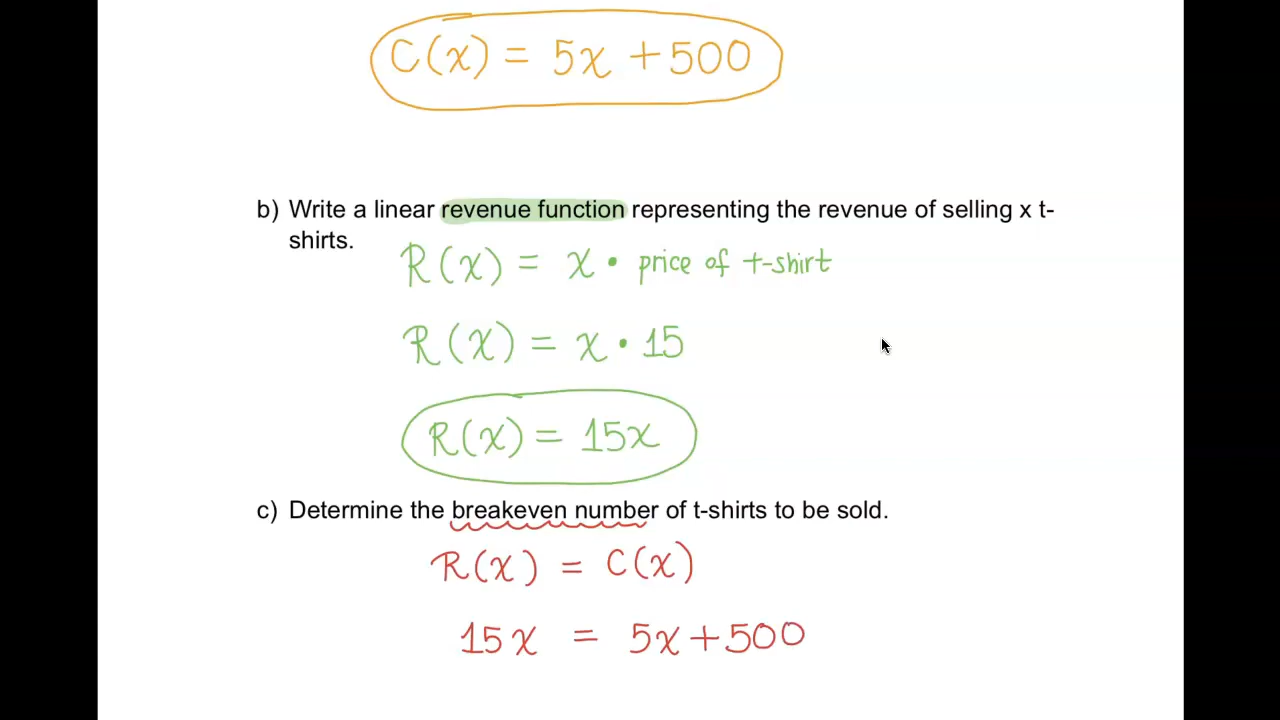 C(x) = 5x + 500
b) Write a linear revenue function representing the revenue of selling x t-
shirts.
R(x) = x • price of t-shirt
R(x) = x • 15
R(x) = 15x
c) Determine the breakeven number of t-shirts to be sold.
R(x) = C(x)
15x = 5x + 500